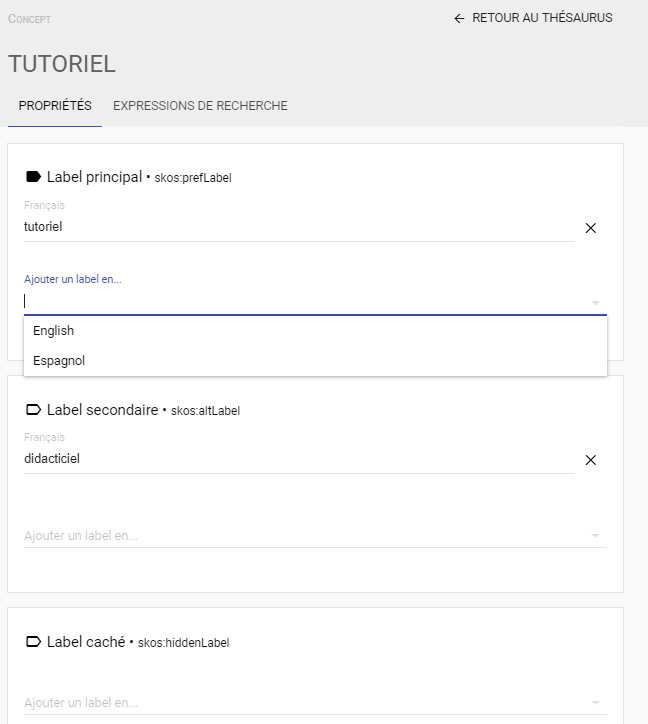 Concept
RETOUR AU THÉSAURUS
TUTORIEL
PROPRIÉTÉS
EXPRESSIONS DE RECHERCHE
Label principal • skos:prefLabel
Français
tutoriel
Ajouter un label en...
English
Espagnol
Label secondaire • skos:altLabel
Français
didacticiel
Ajouter un label en...
Label caché • skos:hiddenLabel
Ajouter un label en...